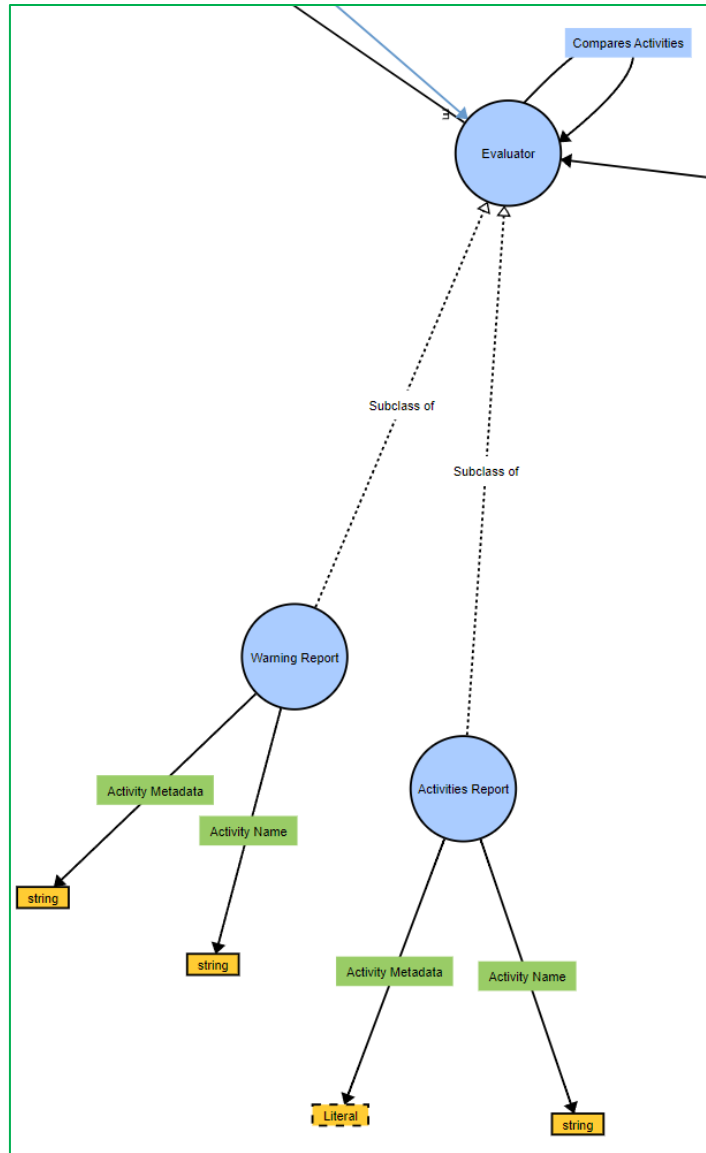 Compares Activities
Evaluator
Subclass of
Subclass of
Warning Report
Activities Report
Activity Metadata
Activity Name
string
string
Activity Metadata
Activity Name
Literal
string